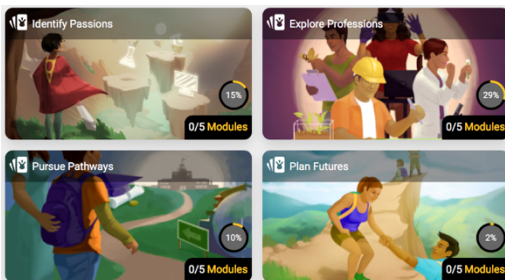 Identify Passions
15%
0/5 Modules
Explore Professions
29%
0/5 Modules
Pursue Pathways
10%
0/5 Modules
Plan Futures
2%
0/5 Modules